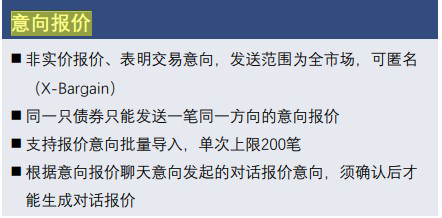 意向报价
■ 非实价报价、表明交易意向，发送范围为全市场，可匿名
（X-Bargain）
■ 同一只债券只能发送一笔同一方向的意向报价
■ 支持报价意向批量导入，单次上限200笔
■ 根据意向报价聊天意向发起的对话报价意向，须确认后才
能生成对话报价